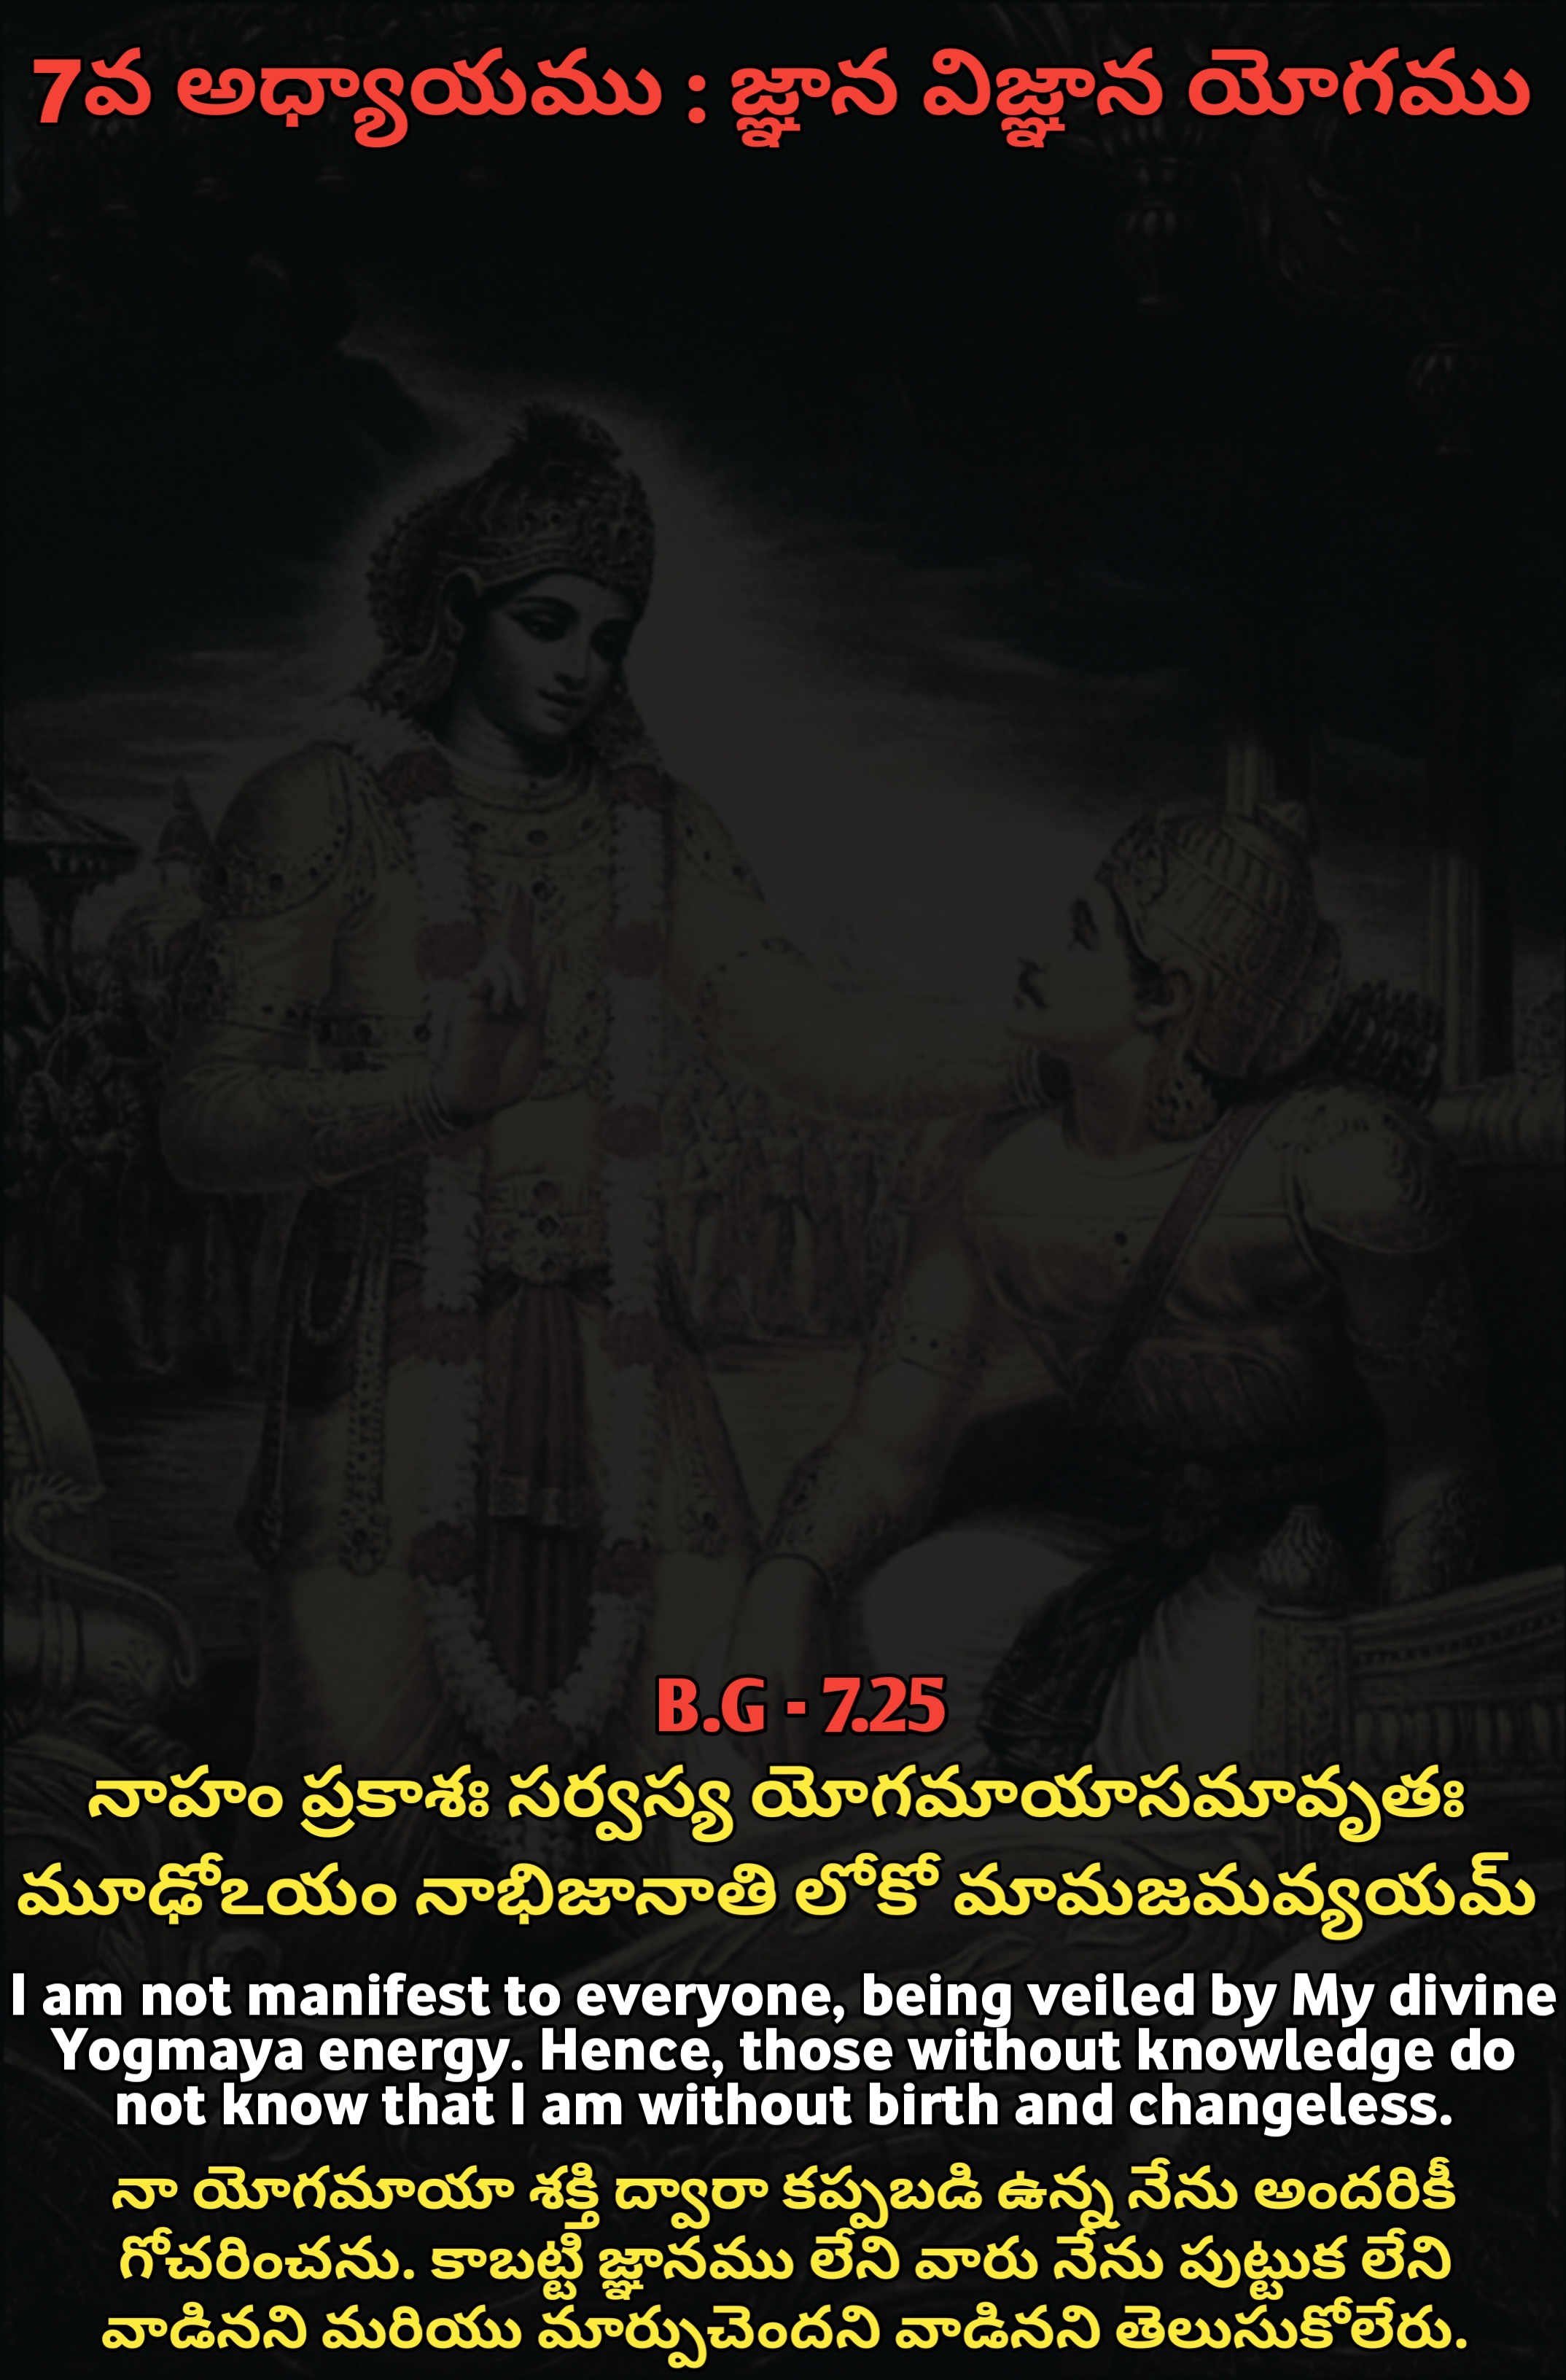 7వ అధ్యాయము : జ్ఞాన విజ్ఞాన యోగము
B.G - 7.25
నాహం ప్రకాశః సర్వస్య యోగమాయాసమావృతః
మూఢోఽయం నాభిజానాతి లోకో మామజమవ్యయమ్
I am not manifest to everyone, being veiled by My divine
Yogmaya energy. Hence, those without knowledge do
not know that I am without birth and changeless.
నా యోగమాయా శక్తి ద్వారా కప్పబడి ఉన్న నేను అందరికీ
గోచరించను. కాబట్టి జ్ఞానము లేని వారు నేను పుట్టుక లేని
వాడినని మరియు మార్పుచెందని వాడినని తెలుసుకోలేరు.